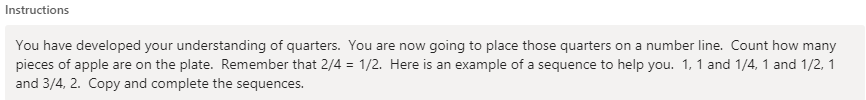 Instructions
You have developed your understanding of quarters.  You are now going to place those quarters on a number line.  Count how many
pieces of apple are on the plate.  Remember that 2/4 = 1/2.  Here is an example of a sequence to help you.  1, 1 and 1/4, 1 and 1/2, 1
and 3/4, 2.  Copy and complete the sequences.